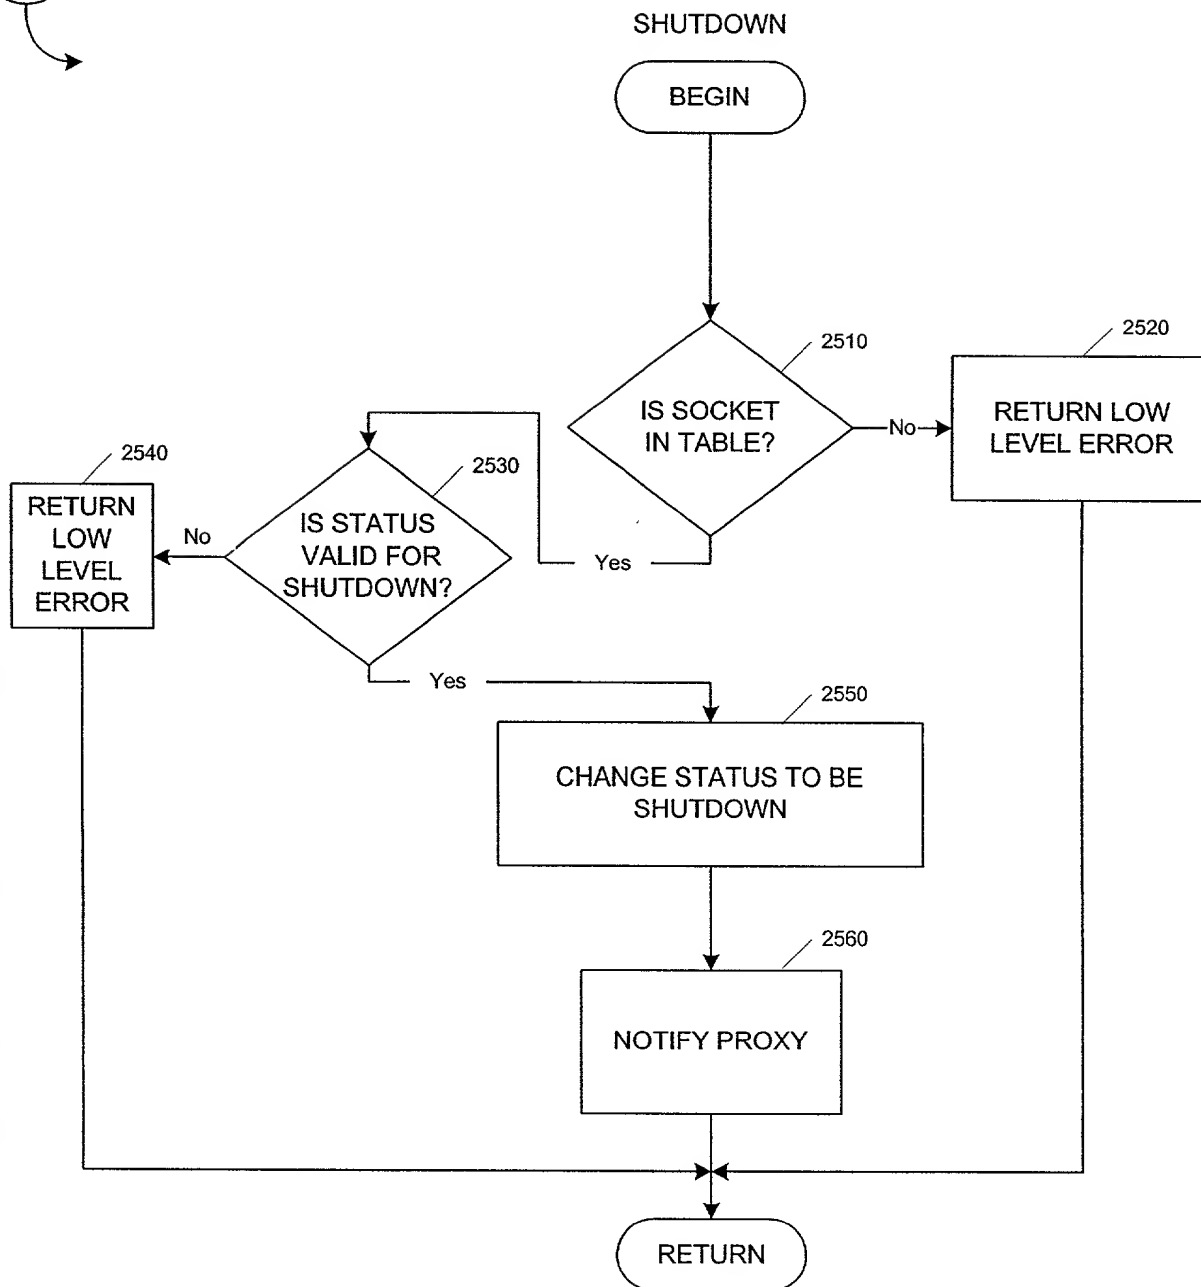 SHUTDOWN
BEGIN
2510
IS SOCKET
IN TABLE?
No
2520
RETURN LOW
LEVEL ERROR
Yes
2530
IS STATUS
VALID FOR
SHUTDOWN?
No
2540
RETURN
LOW
LEVEL
ERROR
Yes
2550
CHANGE STATUS TO BE
SHUTDOWN
2560
NOTIFY PROXY
RETURN